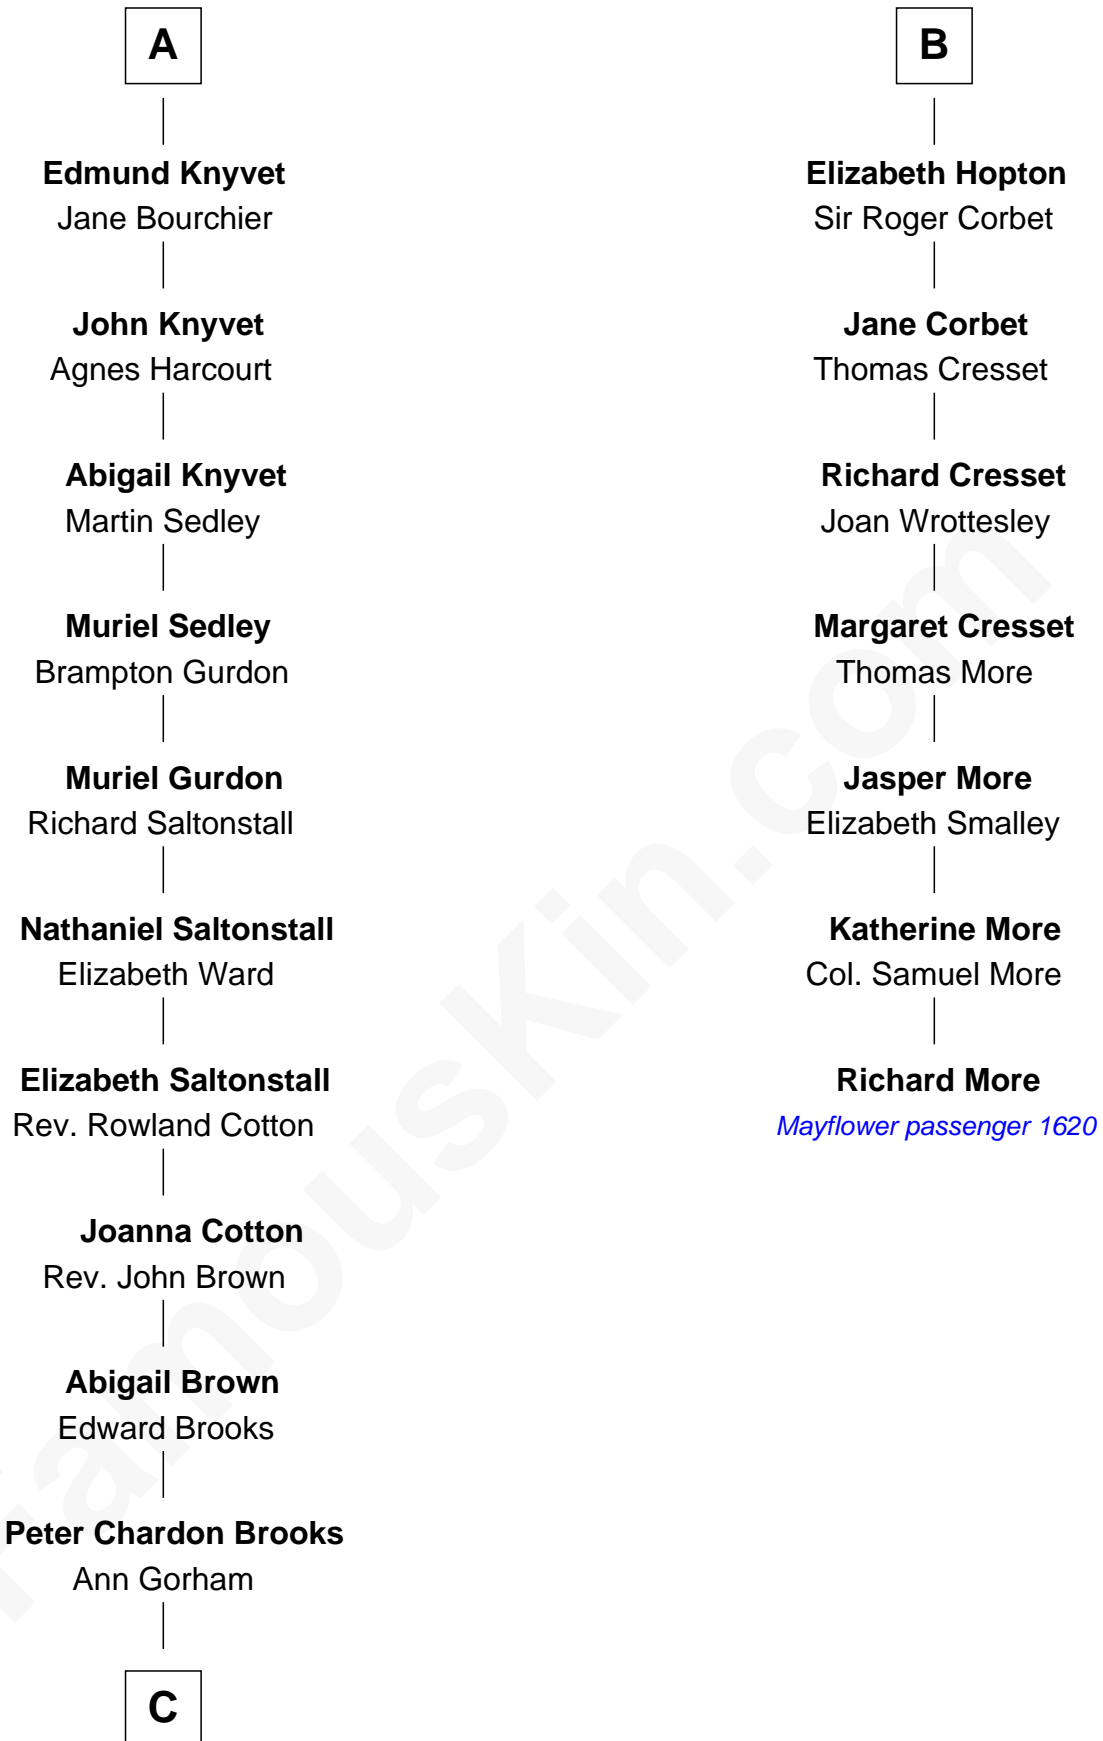 A
Edmund Knyvet
Jane Bourchier
John Knyvet
Agnes Harcourt
Abigail Knyvet
Martin Sedley
Muriel Sedley
Brampton Gurdon
Muriel Gurdon
Richard Saltonstall
Nathaniel Saltonstall
Elizabeth Ward
Elizabeth Saltonstall
Rev. Rowland Cotton
Joanna Cotton
Rev. John Brown
Abigail Brown
Edward Brooks
Peter Chardon Brooks
Ann Gorham
C
B
Elizabeth Hopton
Sir Roger Corbet
Jane Corbet
Thomas Cresset
Richard Cresset
Joan Wrottesley
Margaret Cresset
Thomas More
Jasper More
Elizabeth Smalley
Katherine More
Col. Samuel More
Richard More
Mayflower passenger 1620
FamousKin.com